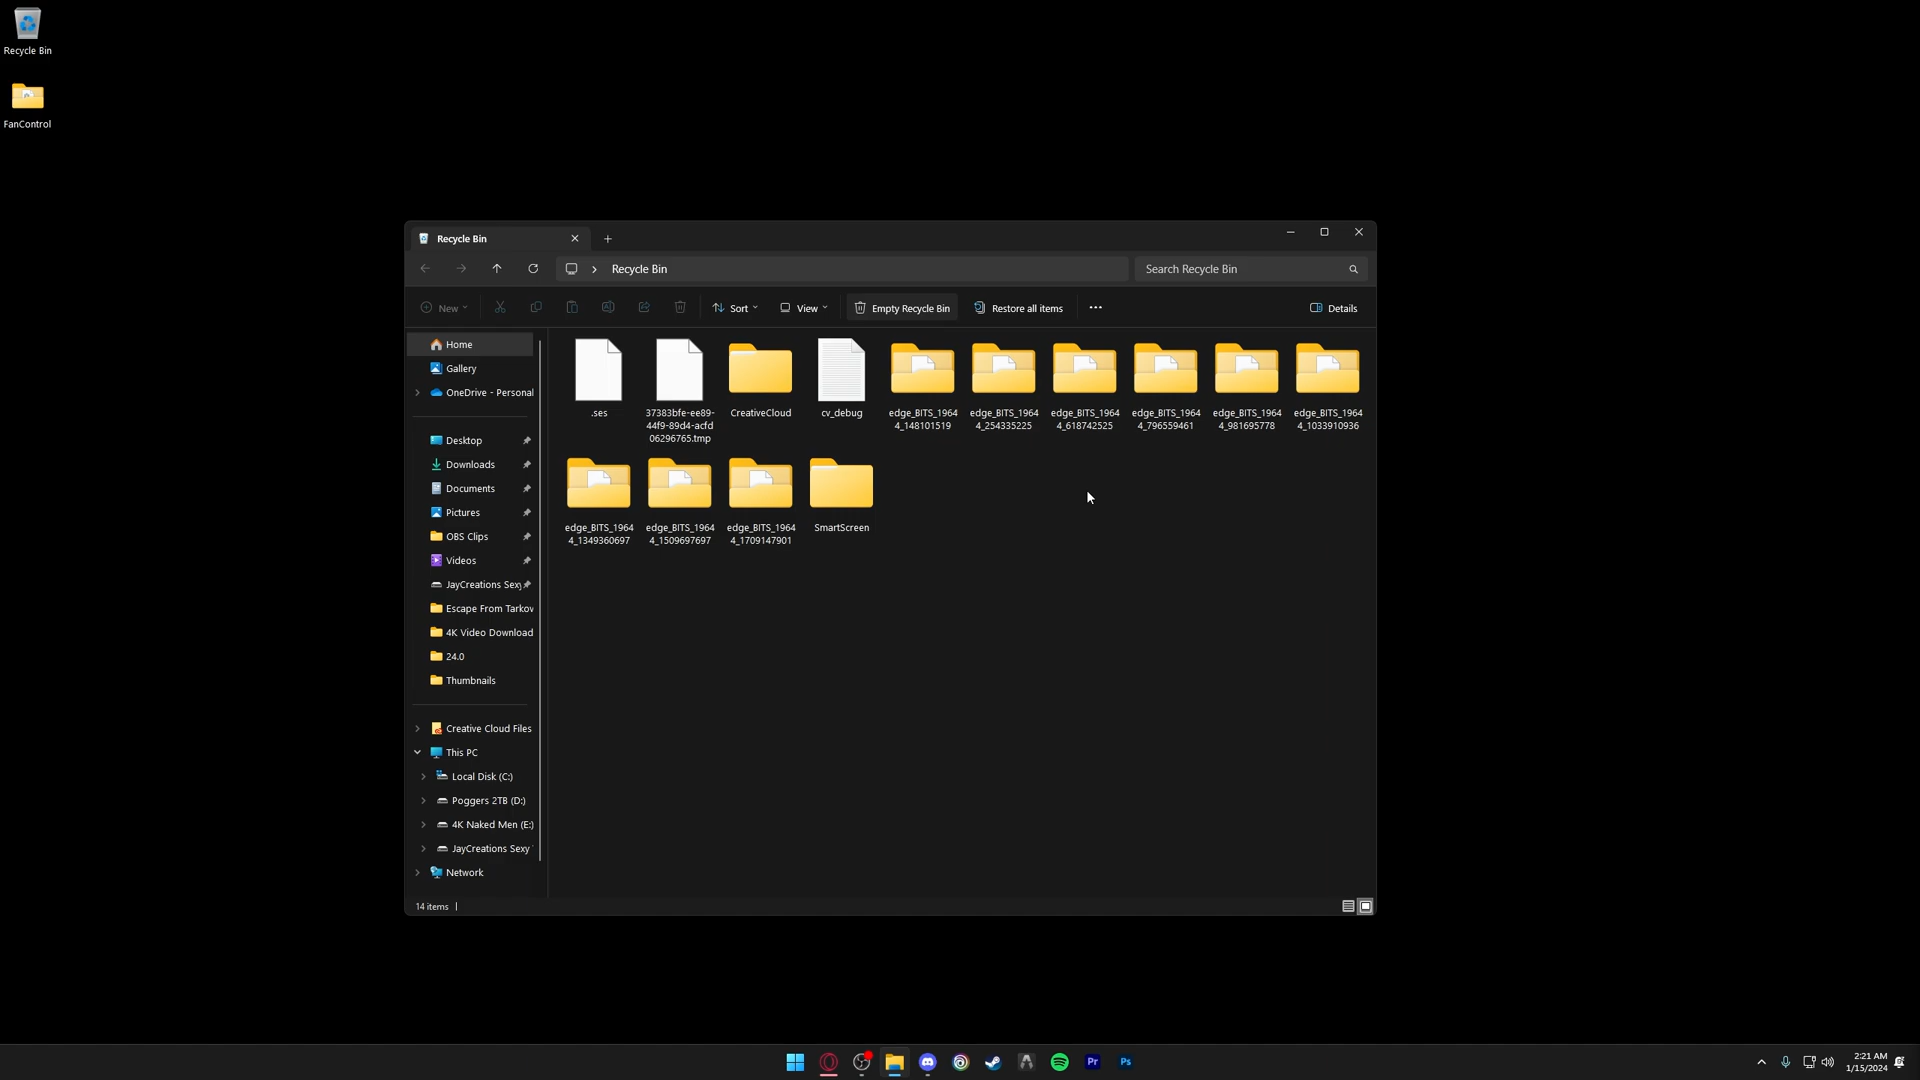 Recycle Bin
FanControl
Recycle Bin
Recycle Bin
Search Recycle Bin
New
Sort
View
Empty Recycle Bin
Restore all items
Details
Home
Gallery
OneDrive - Personal
Desktop
Downloads
Documents
Pictures
OBS Clips
Videos
JayCreations Sexy
Escape From Tarkov
4K Video Download
24.0
Thumbnails
Creative Cloud Files
This PC
Local Disk (C:)
Poggers 2TB (D:)
4K Naked Men (E:)
JayCreations Sexy
Network
.ses
37383bfe-ee89-
44f9-89d4-acfd
06296765.tmp
CreativeCloud
cv_debug
edge_BITS_1964
4_148101519
edge_BITS_1964
4_254335225
edge_BITS_1964
4_618742525
edge_BITS_1964
4_796559461
edge_BITS_1964
4_981695778
edge_BITS_1964
4_1033910936
edge_BITS_1964
4_1349360697
edge_BITS_1964
4_1509697697
edge_BITS_1964
4_1709147901
SmartScreen
14 items
Pr
Ps
2:21 AM
1/15/2024